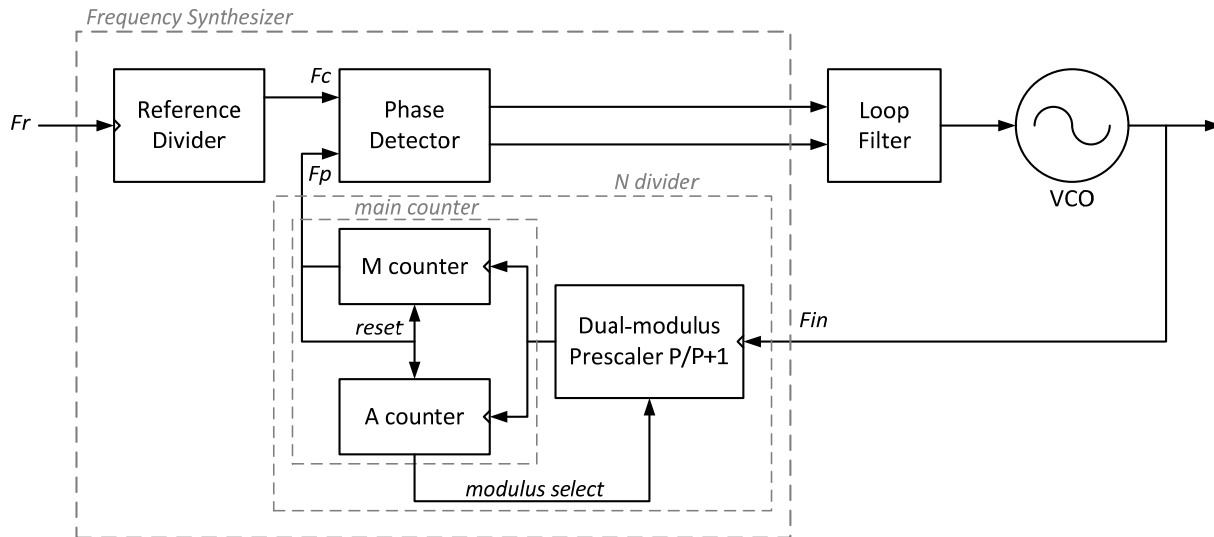 Frequency Synthesizer
Fr
Reference
Divider
Fc
Fp
Phase
Detector
Loop
Filter
VCO
N divider
main counter
M counter
reset
A counter
Dual-modulus
Prescaler P/P+1
Fin
modulus select